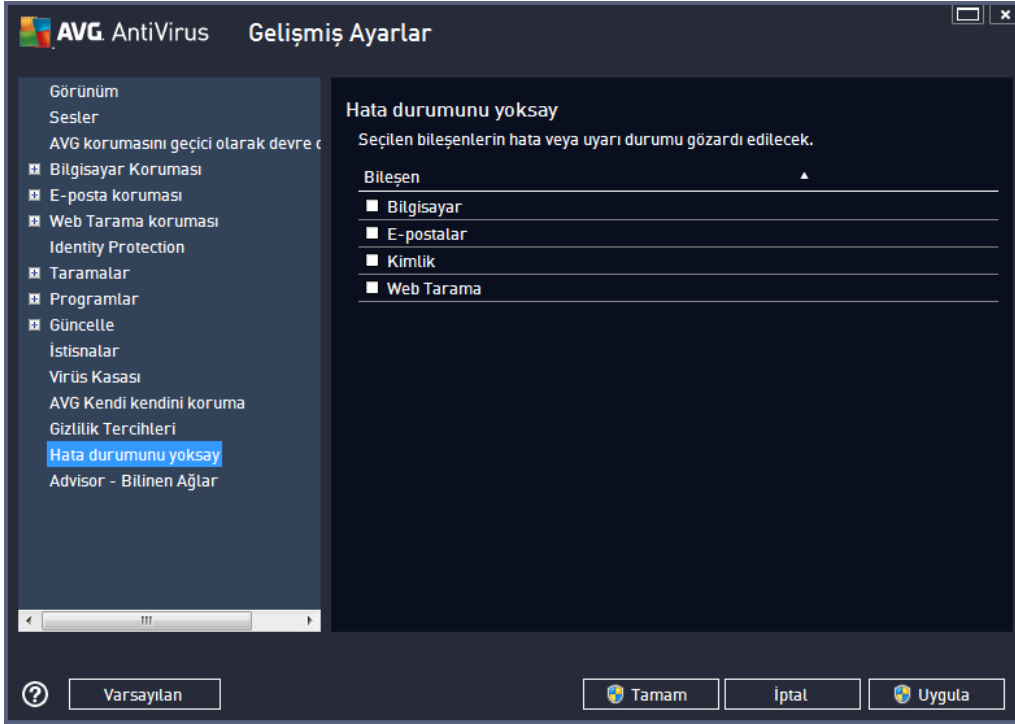 AVG AntiVirus Gelişmiş Ayarlar
Görünüm
Sesler
AVG korumasını geçici olarak devre
Bilgisayar Koruması
E-posta koruması
Web Tarama koruması
Identity Protection
Taramalar
Programlar
Güncelle
İstisnalar
Virüs Kasası
AVG Kendi kendini koruma
Gizlilik Tercihleri
Hata durumunu yoksay
Advisor - Bilinen Ağlar
Hata durumunu yoksay
Seçilen bileşenlerin hata veya uyarı durumu gözardı edilecek.
Bileşen
Bilgisayar
E-postalar
Kimlik
Web Tarama
Varsayılan
Tamam
İptal
Uygula